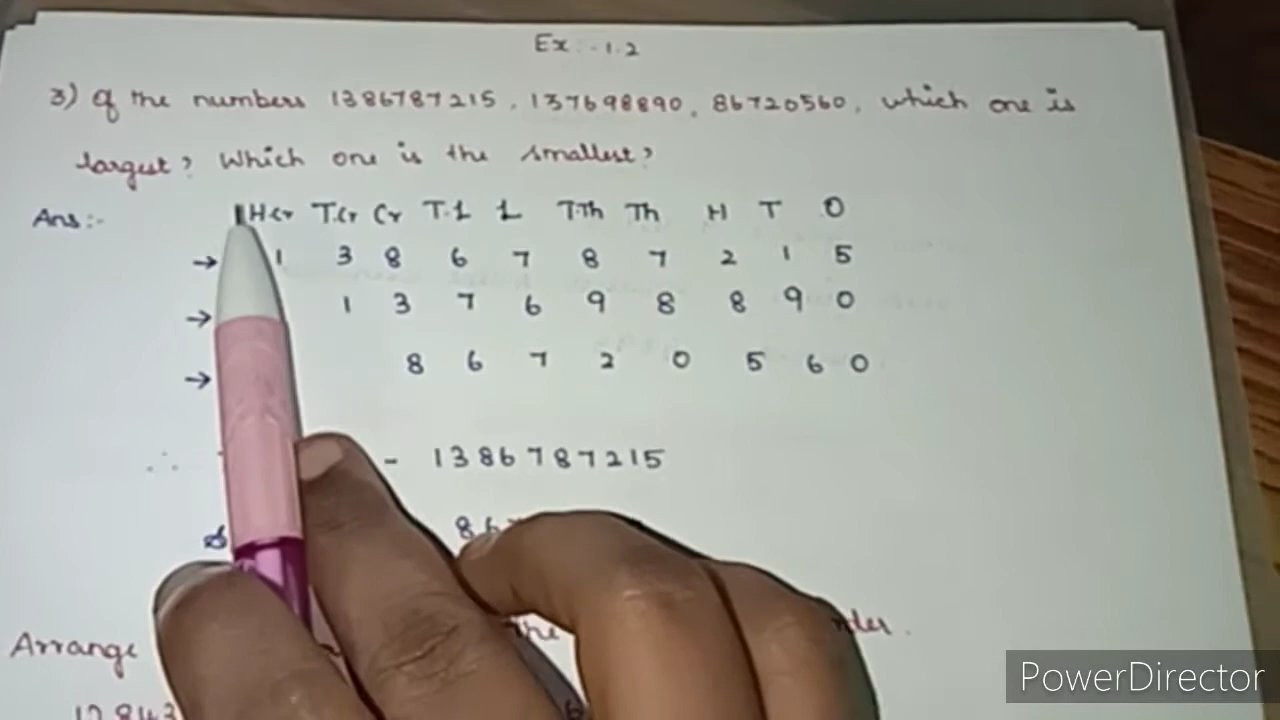 Ex:-1.2
3) Of the numbers 1386787215, 137698890, 86720560, which one is
largest? Which one is the smallest?
Ans:- HCr T.Cr Cr T.L L T.Th Th H T O
→ 1 3 8 6 7 8 7 2 1 5
→ 1 3 7 6 9 8 8 9 0
→ 8 6 7 2 0 5 6 0
∴ - 1386787215
Arrange the
PowerDirector